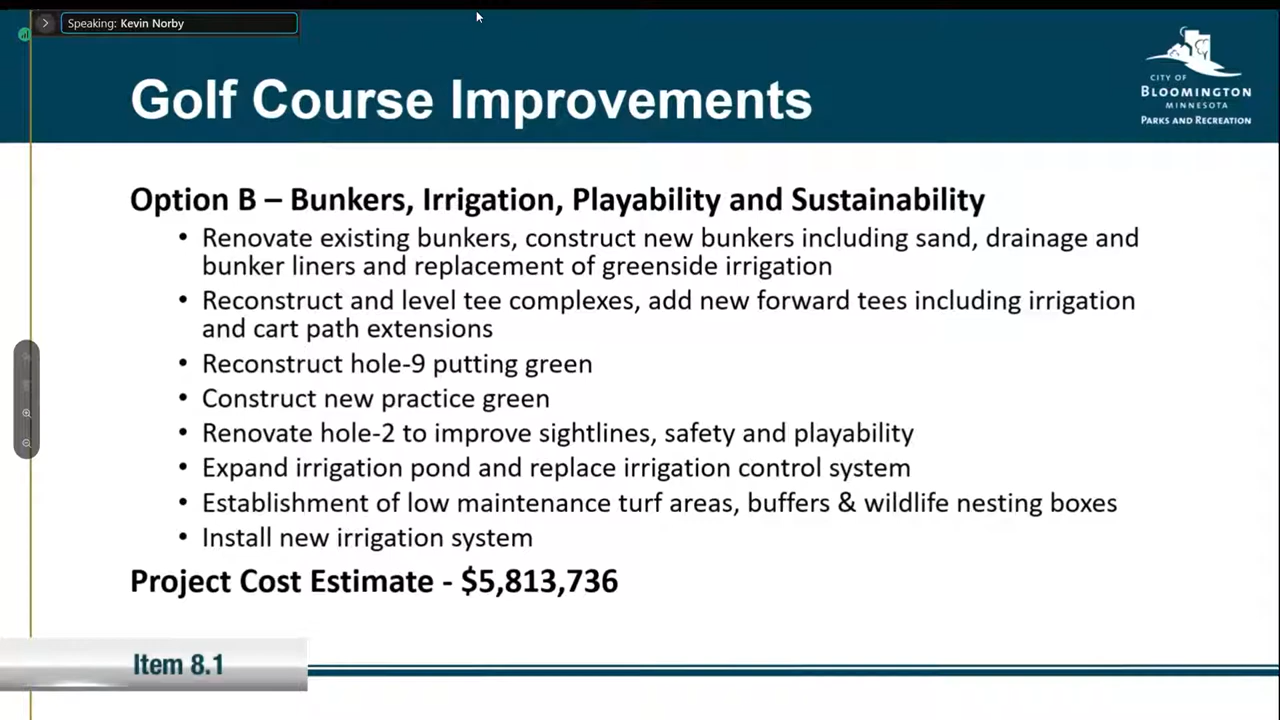 Speaking: Kevin Norby
CITY OF
BLOOMINGTON
MINNESOTA
PARKS AND RECREATION
Golf Course Improvements
Option B – Bunkers, Irrigation, Playability and Sustainability
• Renovate existing bunkers, construct new bunkers including sand, drainage and
bunker liners and replacement of greenside irrigation
• Reconstruct and level tee complexes, add new forward tees including irrigation
and cart path extensions
• Reconstruct hole-9 putting green
• Construct new practice green
• Renovate hole-2 to improve sightlines, safety and playability
• Expand irrigation pond and replace irrigation control system
• Establishment of low maintenance turf areas, buffers & wildlife nesting boxes
• Install new irrigation system
Project Cost Estimate - $5,813,736
Item 8.1